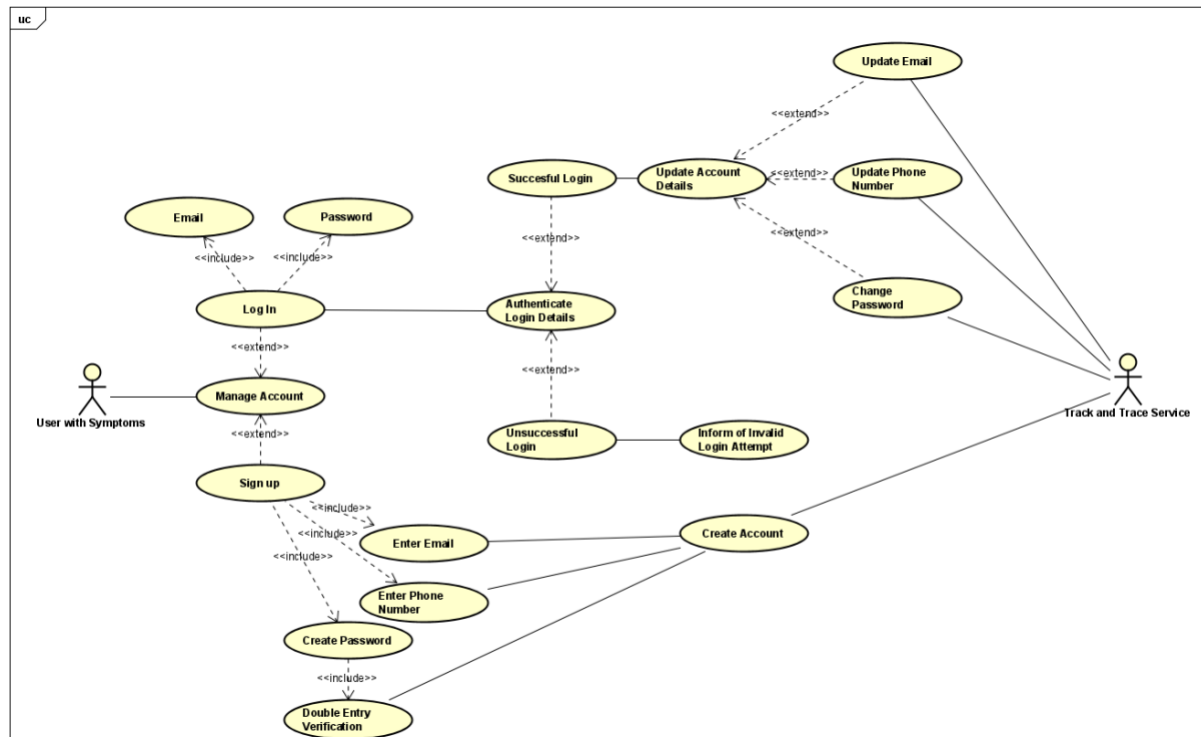 uc
Update Email
<<extend>>
Succesful Login
Update Account
Details
<<extend>>
Update Phone
Number
Email
Password
<<include>>
<<include>>
<<extend>>
<<extend>>
Change
Password
Log In
Authenticate
Login Details
<<extend>>
<<extend>>
Manage Account
User with Symptoms
Track and Trace Service
<<extend>>
Unsuccessful
Login
Inform of Invalid
Login Attempt
Sign up
<<include>>
<<include>>
<<include>>
Enter Email
Create Account
Enter Phone
Number
Create Password
<<include>>
Double Entry
Verification